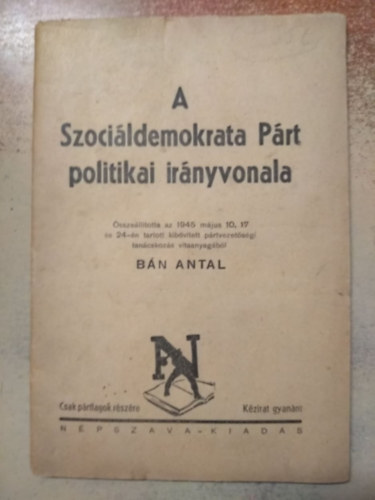 A
Szociáldemokrata Párt
politikai irányvonala
Összeállította az 1945 május 10, 17
és 24-én tartott kibővített pártvezetőségi
tanácskozás vitaanyagából
BÁN ANTAL
Csak párttagok részére Kézirat gyanánt
NÉPSZAVA-KIADÁS